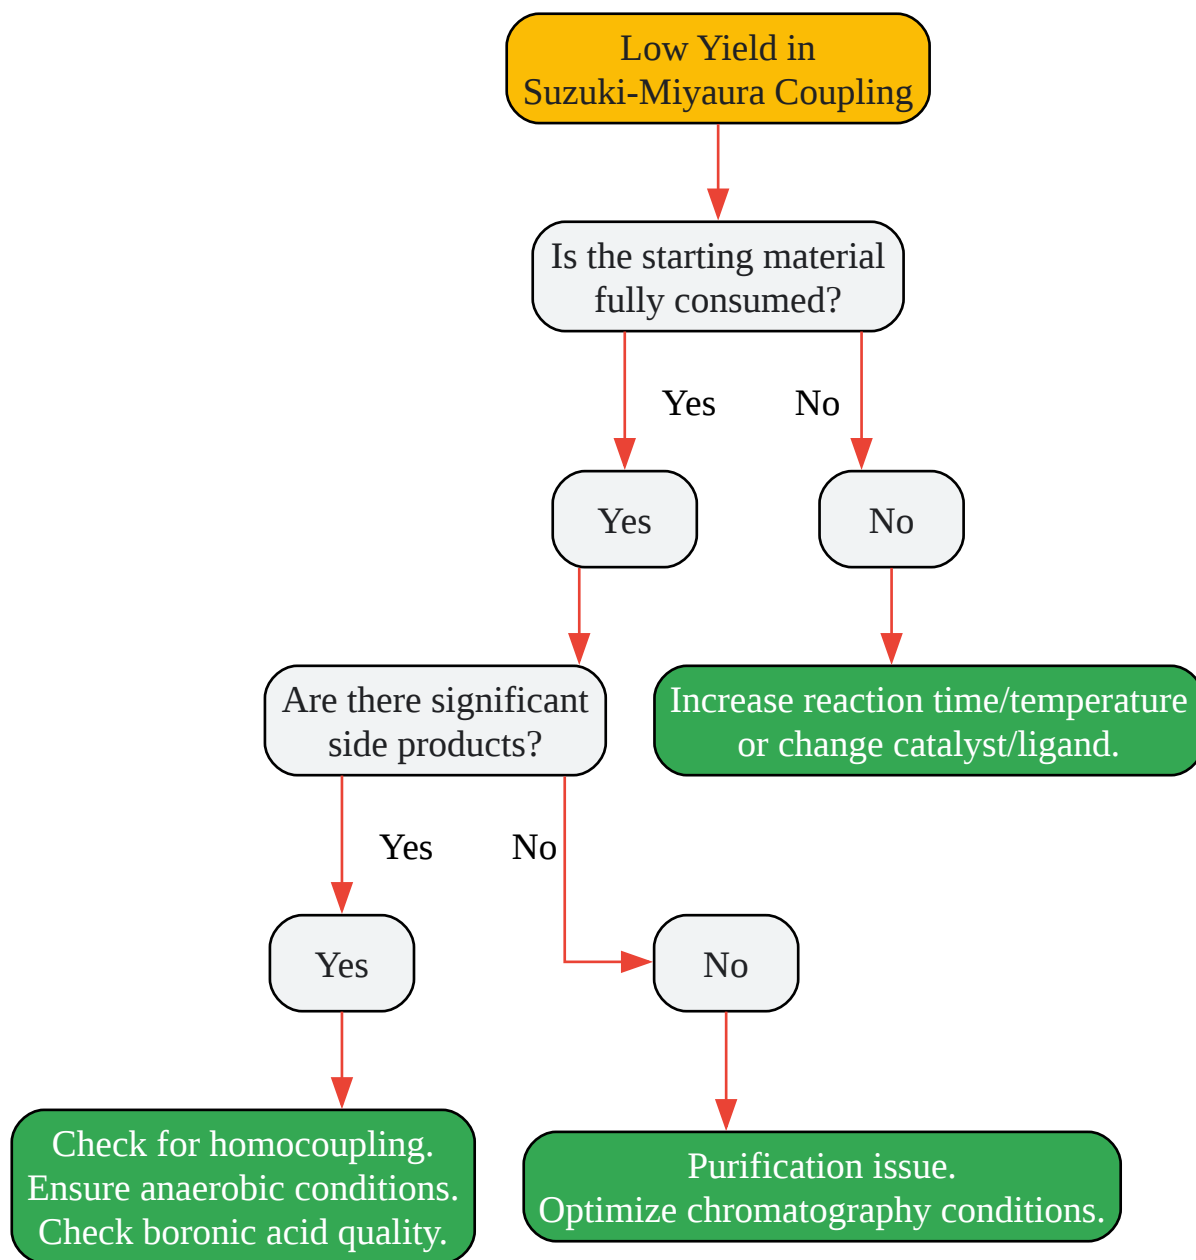 Low Yield in
Suzuki-Miyaura Coupling
Is the starting material
fully consumed?
Yes
No
Yes
No
Are there significant
side products?
Increase reaction time/temperature
or change catalyst/ligand.
Yes
No
Yes
No
Check for homocoupling.
Ensure anaerobic conditions.
Check boronic acid quality.
Purification issue.
Optimize chromatography conditions.